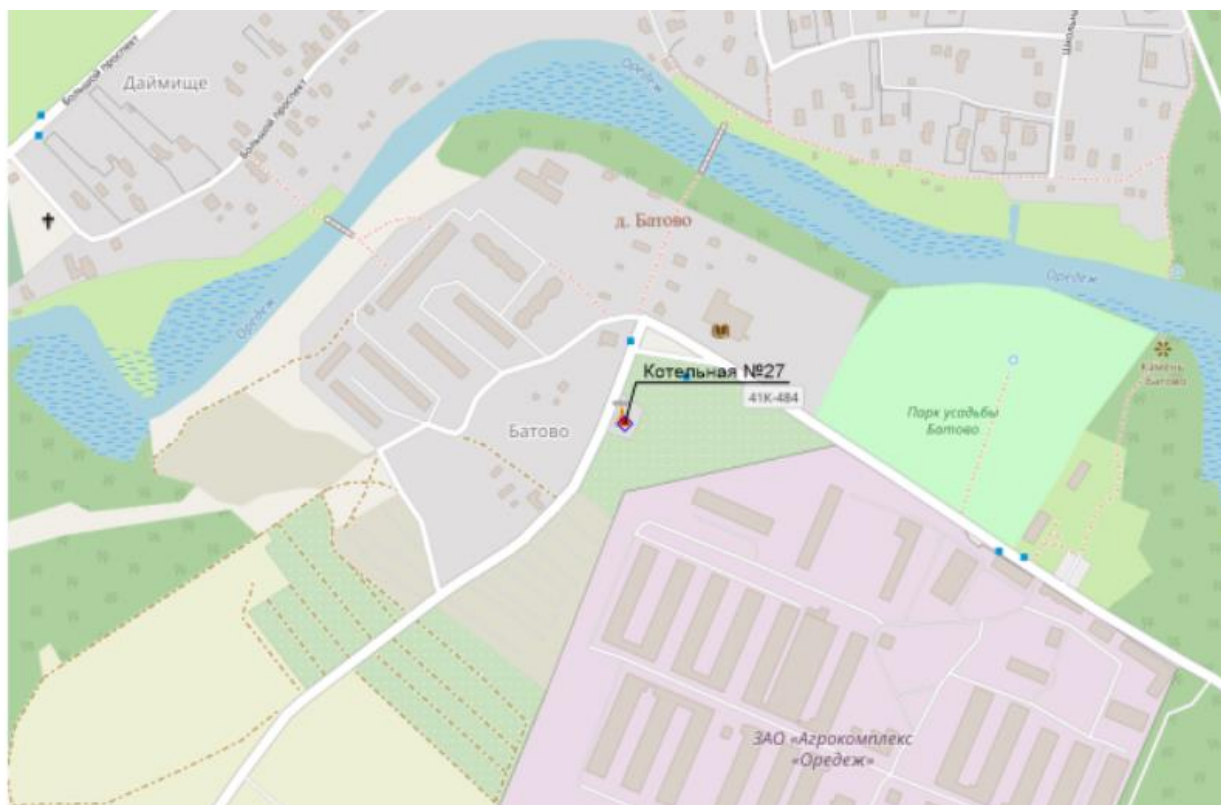 Большой проспект
Даймище
Большой проспект
Оредеж
Школьная
д. Батово
Оредеж
Оредеж
Котельная №27
41К-484
Камень
Батово
Парк усадьбы
Батово
Батово
ЗАО «Агрокомплекс
«Оредеж»